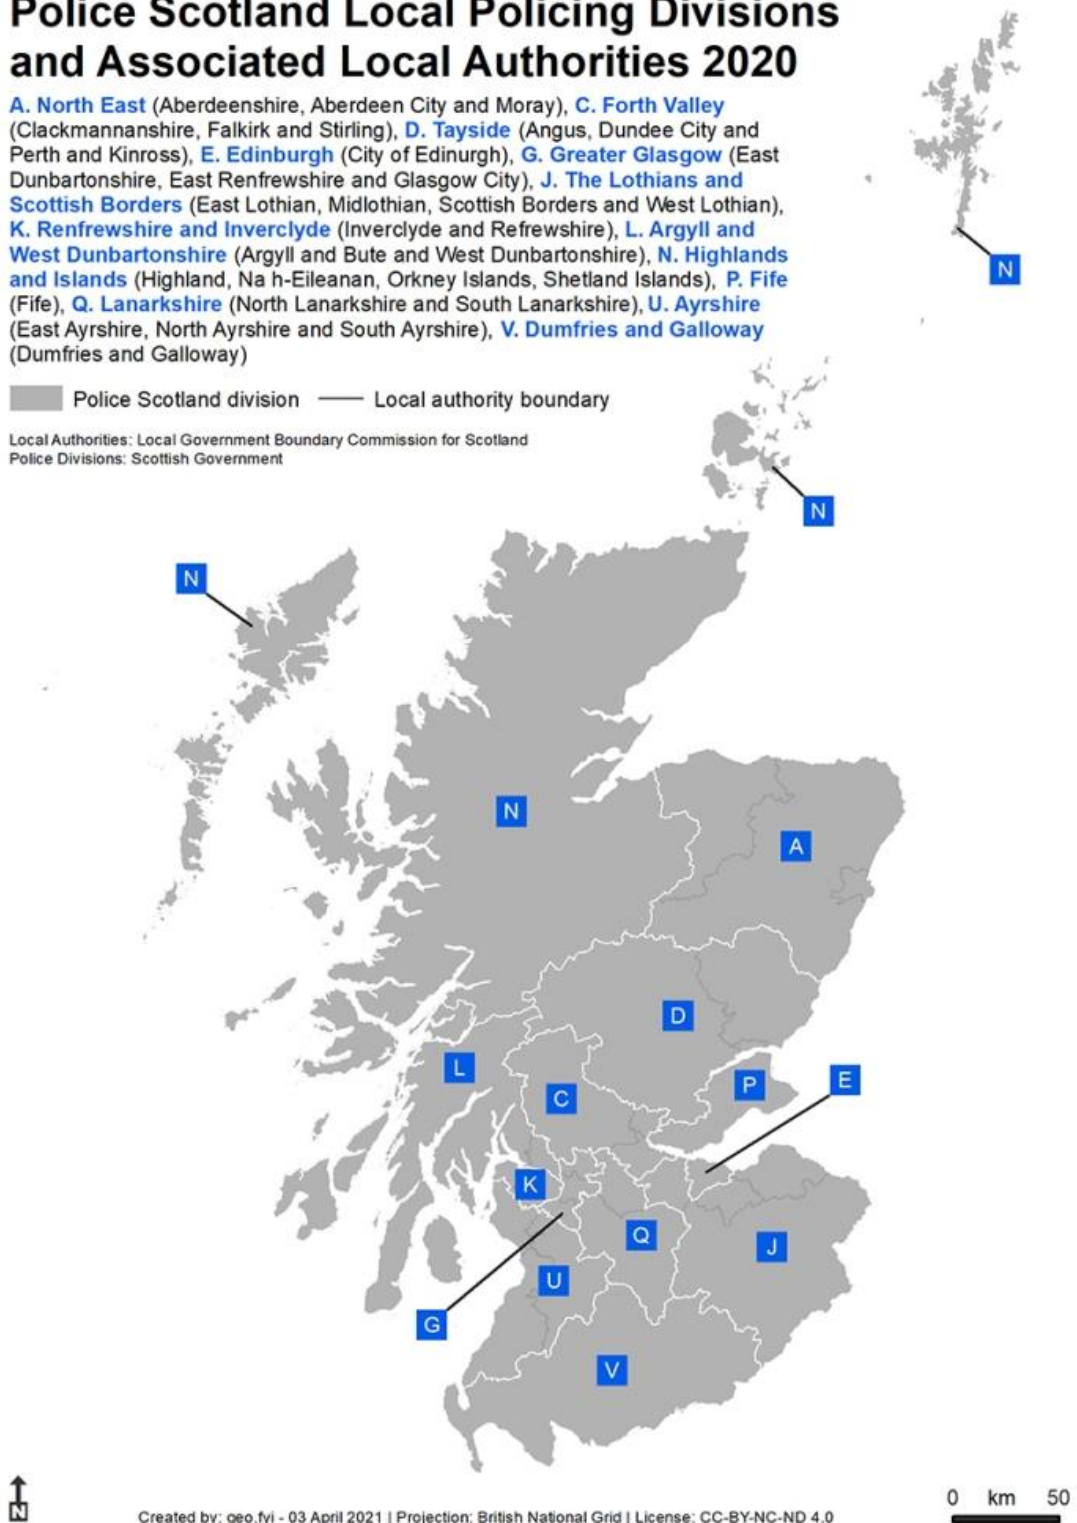 Police Scotland Local Policing Divisions
and Associated Local Authorities 2020
A. North East (Aberdeenshire, Aberdeen City and Moray), C. Forth Valley
(Clackmannanshire, Falkirk and Stirling), D. Tayside (Angus, Dundee City and
Perth and Kinross), E. Edinburgh (City of Edinurgh), G. Greater Glasgow (East
Dunbartonshire, East Renfrewshire and Glasgow City), J. The Lothians and
Scottish Borders (East Lothian, Midlothian, Scottish Borders and West Lothian),
K. Renfrewshire and Inverclyde (Inverclyde and Refrewshire), L. Argyll and
West Dunbartonshire (Argyll and Bute and West Dunbartonshire), N. Highlands
and Islands (Highland, Na h-Eileanan, Orkney Islands, Shetland Islands), P. Fife
(Fife), Q. Lanarkshire (North Lanarkshire and South Lanarkshire), U. Ayrshire
(East Ayrshire, North Ayrshire and South Ayrshire), V. Dumfries and Galloway
(Dumfries and Galloway)
Police Scotland division
Local authority boundary
Local Authorities: Local Government Boundary Commission for Scotland
Police Divisions: Scottish Government
N
N
N
N
A
D
L
C
P
E
K
Q
J
U
G
V
N
0 km 50
Created by: geo.fyi - 03 April 2021 | Projection: British National Grid | License: CC-BY-NC-ND 4.0